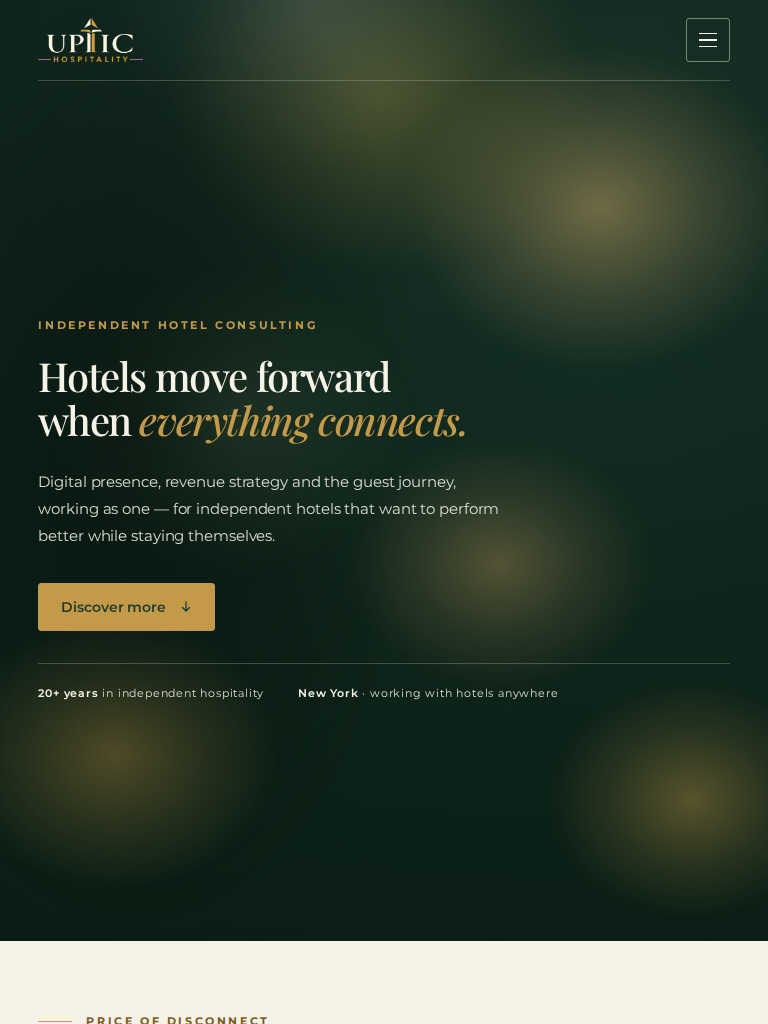 UPTIC
HOSPITALITY
INDEPENDENT HOTEL CONSULTING
Hotels move forward
when everything connects.
Digital presence, revenue strategy and the guest journey,
working as one — for independent hotels that want to perform
better while staying themselves.
Discover more ↓
20+ years in independent hospitality New York · working with hotels anywhere
PRICE OF DISCONNECT